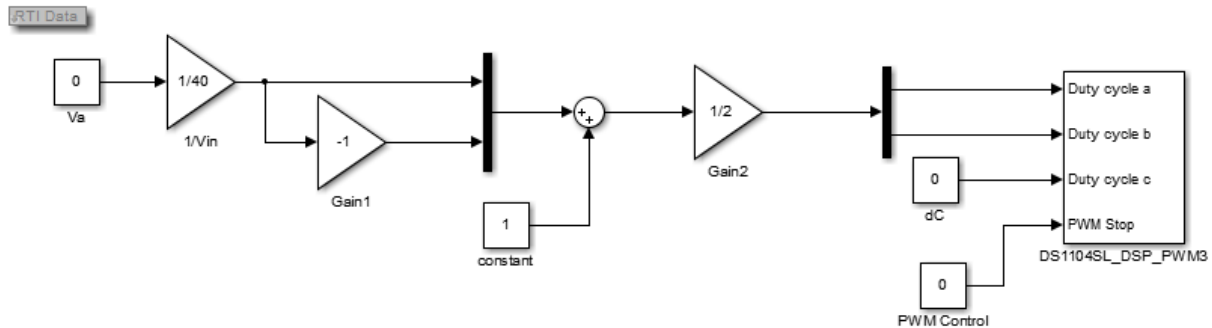 RTI Data
0
Va
1/40
1/Vin
-1
Gain1
1
constant
+
+
1/2
Gain2
0
dC
0
PWM Control
Duty cycle a
Duty cycle b
Duty cycle c
PWM Stop
DS1104SL_DSP_PWM3